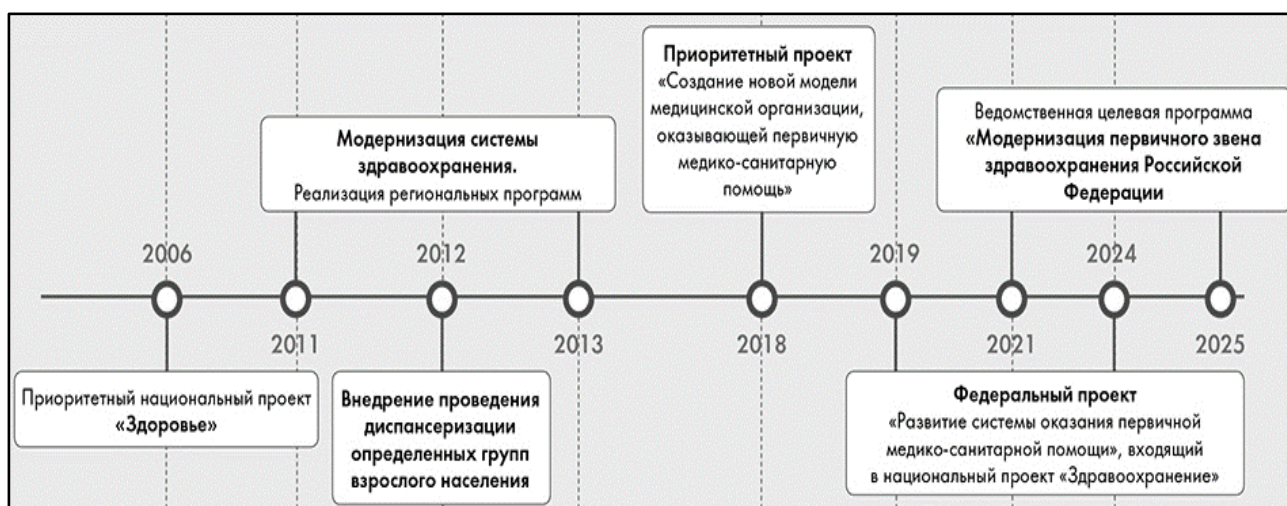 Приоритетный проект
«Создание новой модели
медицинской организации,
оказывающей первичную
медико-санитарную
помощь»
Ведомственная целевая программа
«Модернизация первичного звена
здравоохранения Российской
Федерации
Модернизация системы
здравоохранения.
Реализация региональных программ
2006
2012
2019
2024
2011
2013
2018
2021
2025
Приоритетный национальный проект
«Здоровье»
Внедрение проведения
диспансеризации
определенных групп
взрослого населения
Федеральный проект
«Развитие системы оказания первичной
медико-санитарной помощи», входящий
в национальный проект «Здравоохранение»